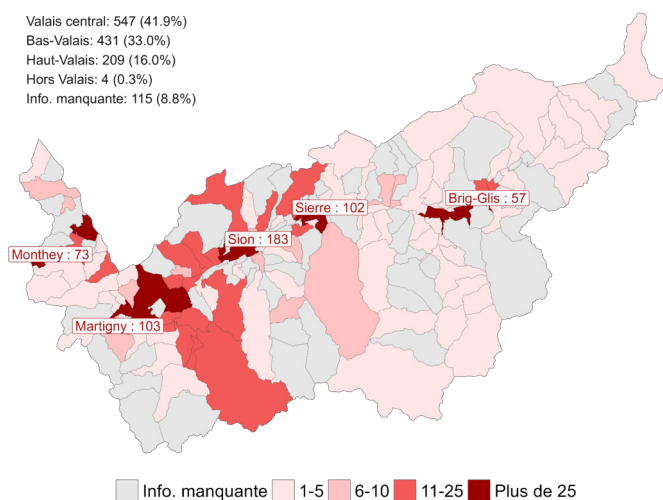 Valais central: 547 (41.9%)
Bas-Valais: 431 (33.0%)
Haut-Valais: 209 (16.0%)
Hors Valais: 4 (0.3%)
Info. manquante: 115 (8.8%)
Brig-Glis : 57
Sierre : 102
Sion : 183
Monthey : 73
Martigny : 103
Info. manquante 1-5 6-10 11-25 Plus de 25